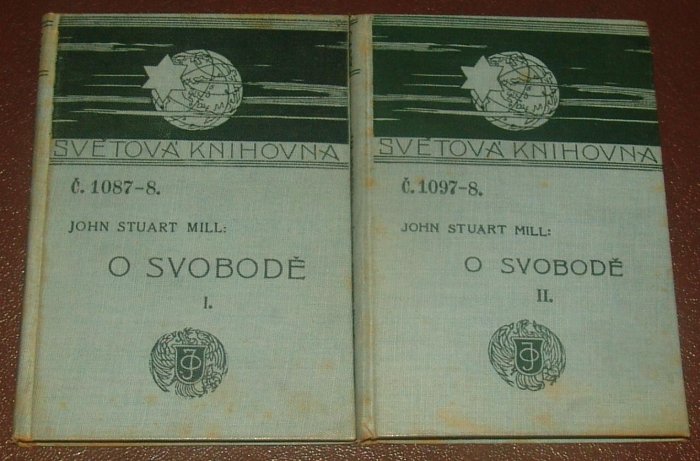 SVĚTOVÁ KNIHOVNA
Č. 1087-8.
JOHN STUART MILL:
O SVOBODĚ
I.
SVĚTOVÁ KNIHOVNA
Č. 1097-8.
JOHN STUART MILL:
O SVOBODĚ
II.